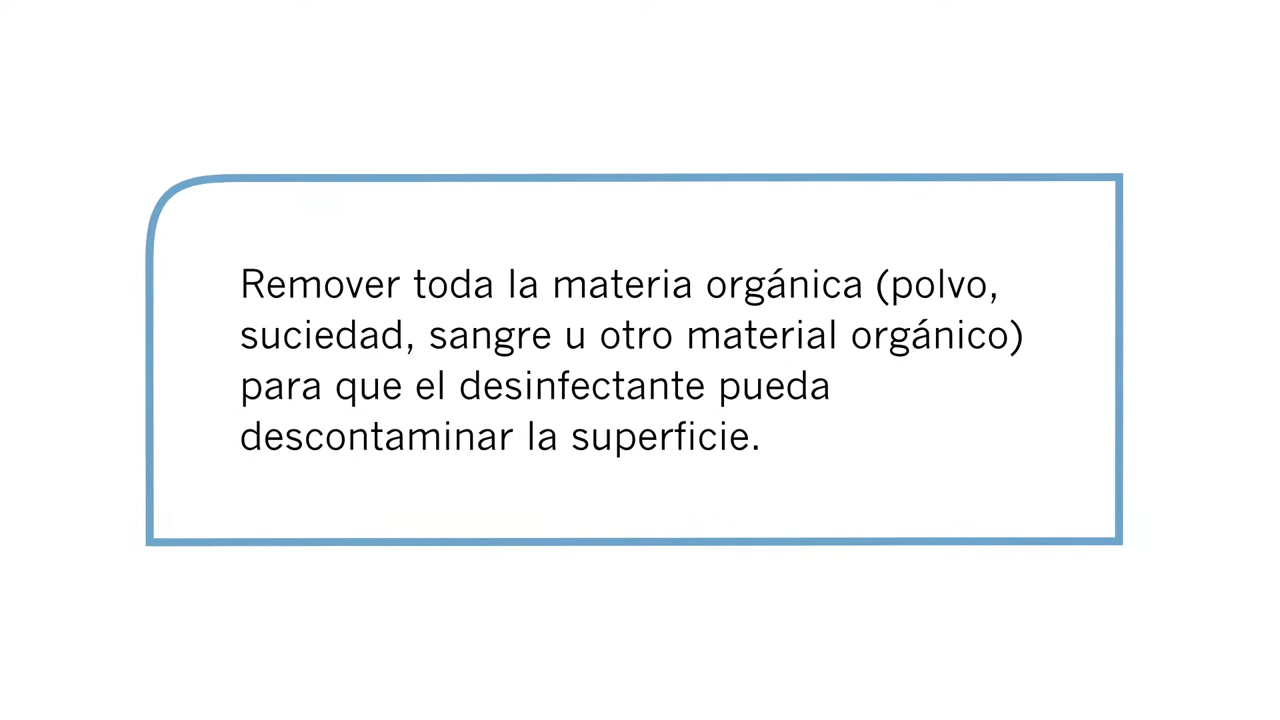 Remover toda la materia orgánica (polvo,
suciedad, sangre u otro material orgánico)
para que el desinfectante pueda
descontaminar la superficie.